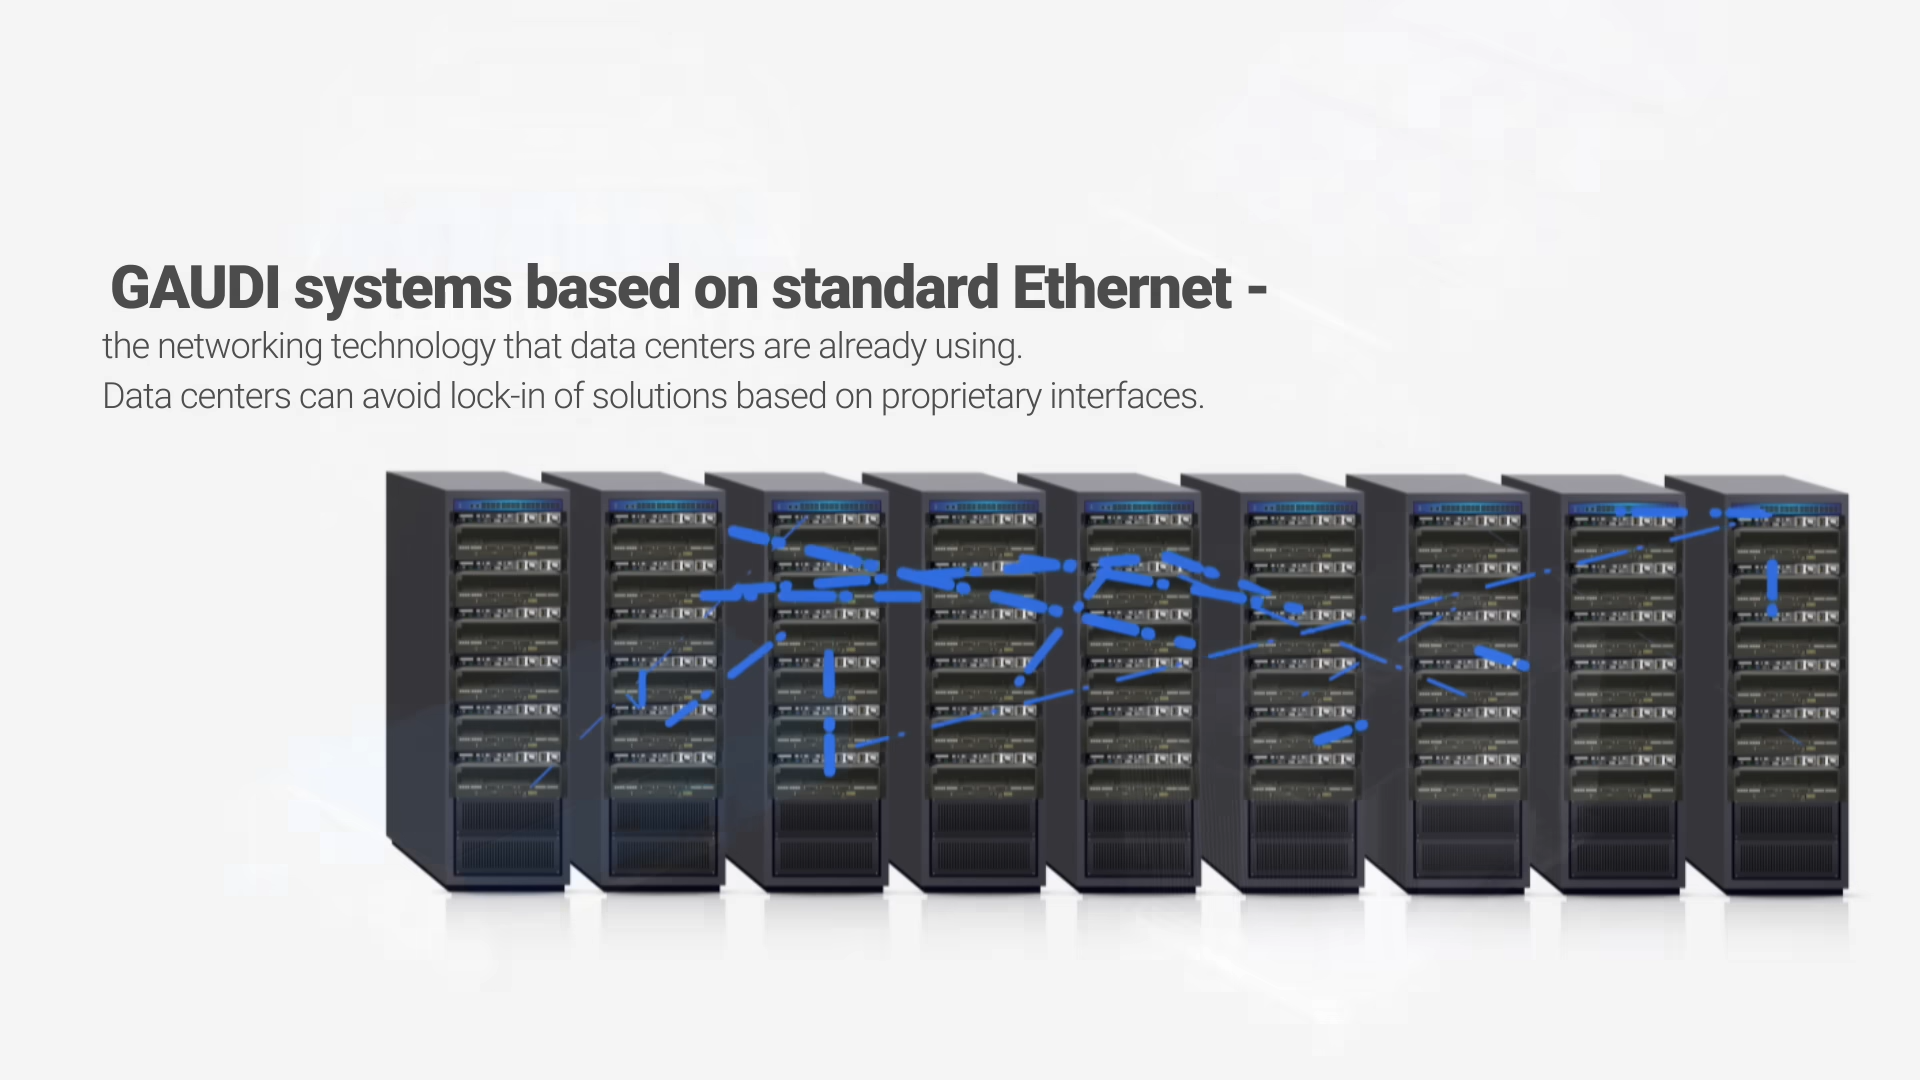 GAUDI systems based on standard Ethernet -
the networking technology that data centers are already using.
Data centers can avoid lock-in of solutions based on proprietary interfaces.